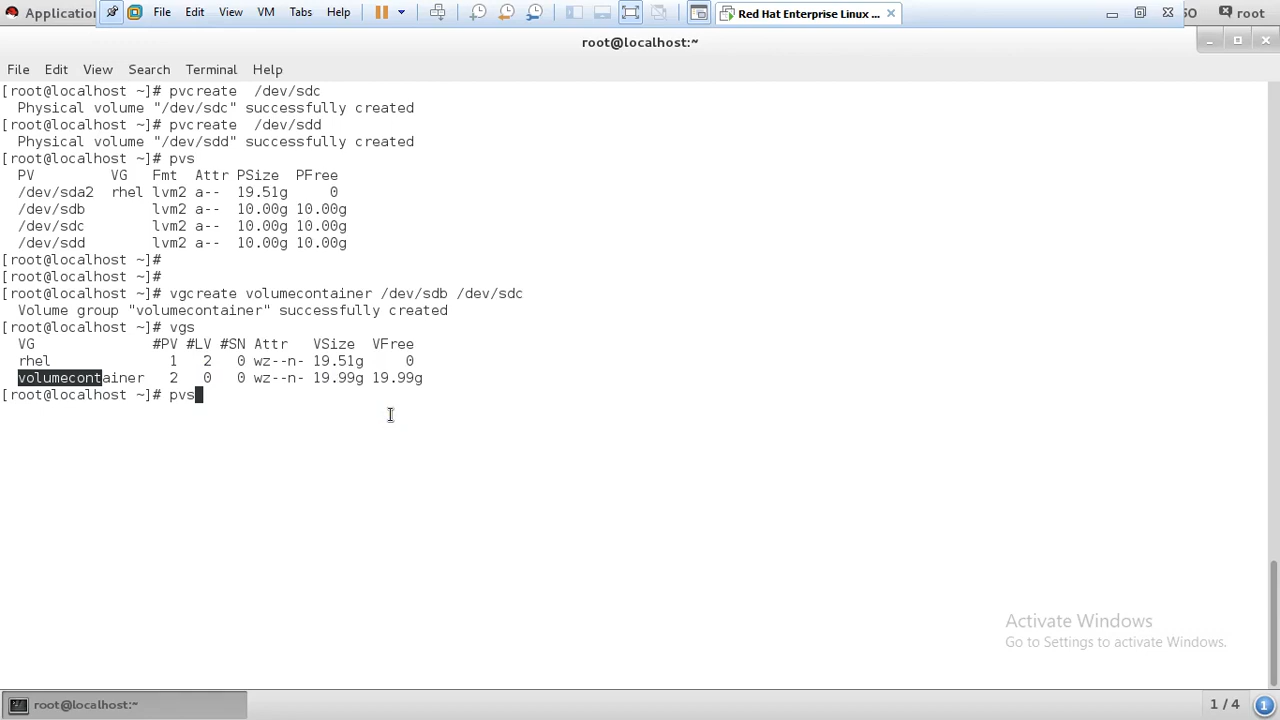 Application File Edit View VM Tabs Help Red Hat Enterprise Linux ... 50 root
root@localhost:~
File Edit View Search Terminal Help
[root@localhost ~]# pvcreate  /dev/sdc
  Physical volume "/dev/sdc" successfully created
[root@localhost ~]# pvcreate  /dev/sdd
  Physical volume "/dev/sdd" successfully created
[root@localhost ~]# pvs
  PV         VG   Fmt  Attr PSize  PFree
  /dev/sda2  rhel lvm2 a--  19.51g     0
  /dev/sdb        lvm2 a--  10.00g 10.00g
  /dev/sdc        lvm2 a--  10.00g 10.00g
  /dev/sdd        lvm2 a--  10.00g 10.00g
[root@localhost ~]#
[root@localhost ~]#
[root@localhost ~]# vgcreate volumecontainer /dev/sdb /dev/sdc
  Volume group "volumecontainer" successfully created
[root@localhost ~]# vgs
  VG              #PV #LV #SN Attr   VSize  VFree
  rhel              1   2   0 wz--n- 19.51g     0
  volumecontainer   2   0   0 wz--n- 19.99g 19.99g
[root@localhost ~]# pvs
Activate Windows
Go to Settings to activate Windows.
root@localhost:~ 1 / 4 1